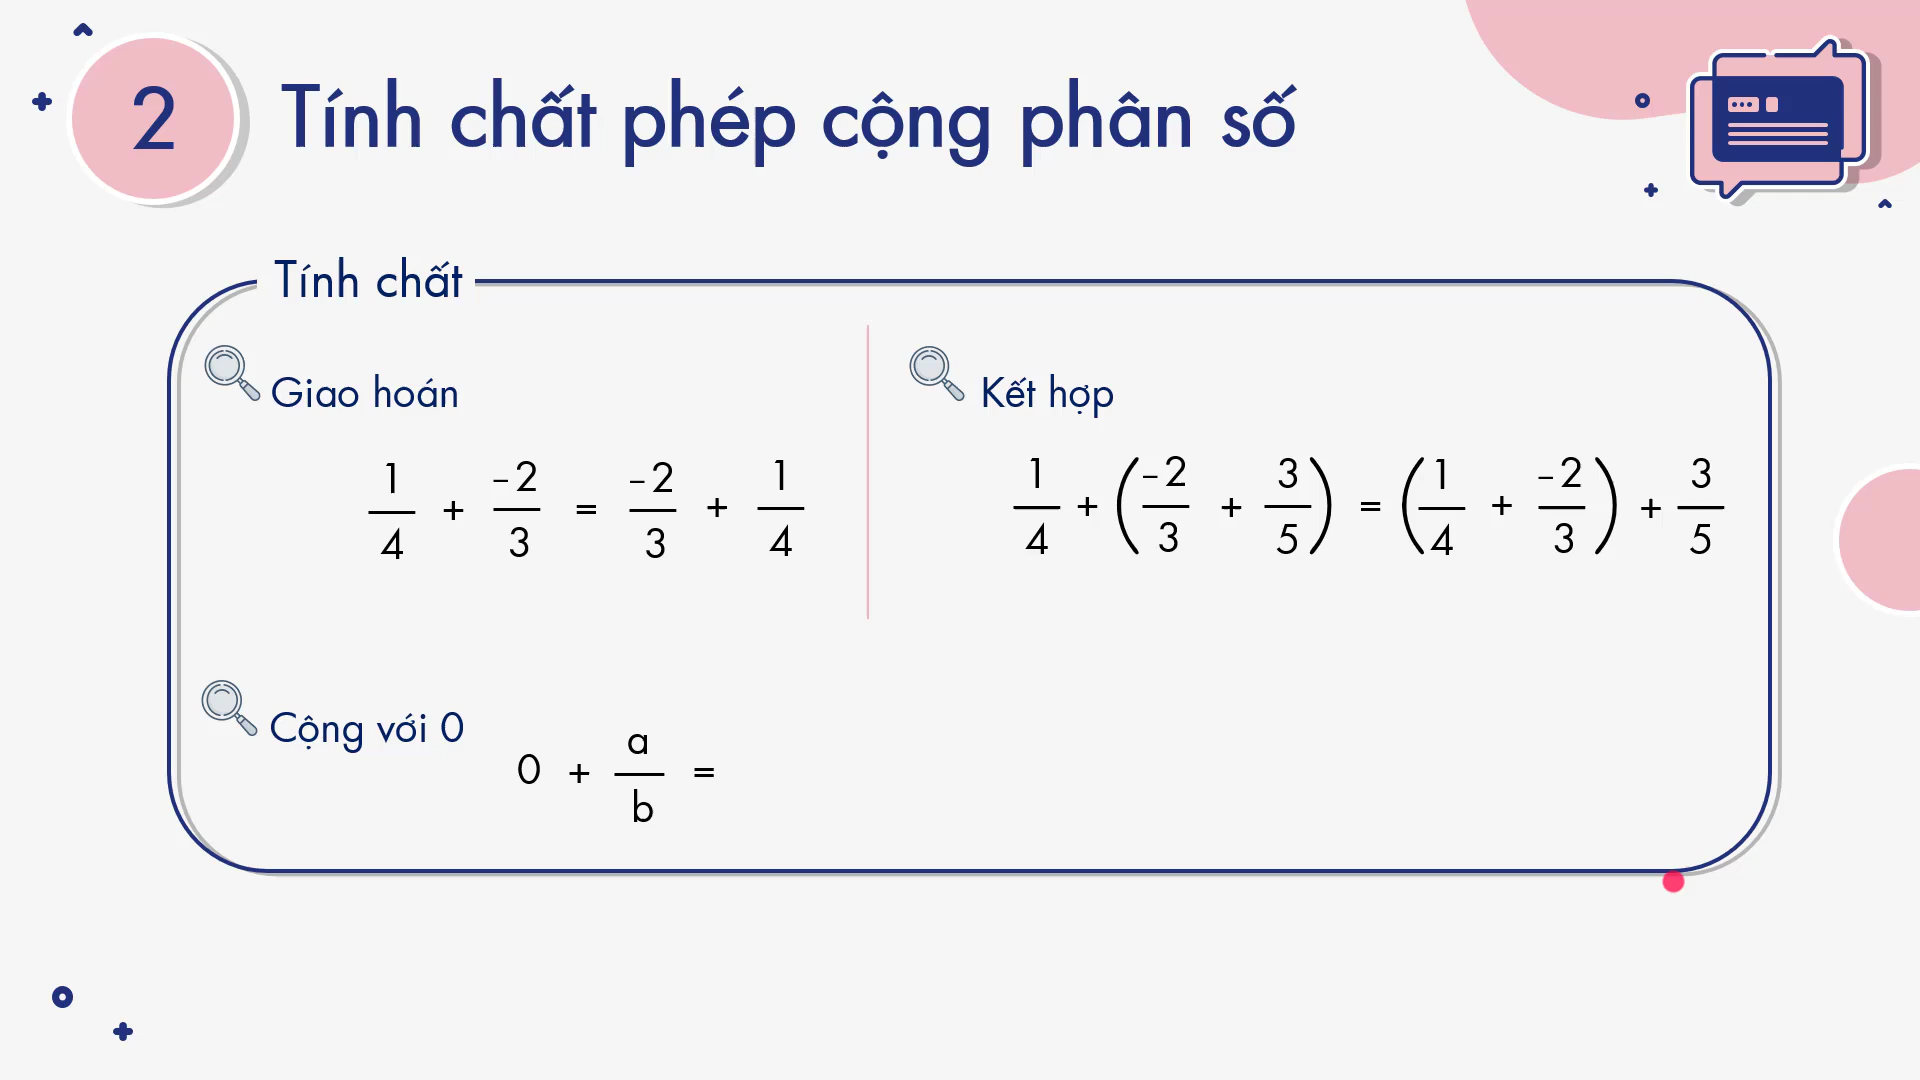 2
Tính chất phép cộng phân số
Tính chất
Giao hoán
1/4 + -2/3 = -2/3 + 1/4
Kết hợp
1/4 + (-2/3 + 3/5) = (1/4 + -2/3) + 3/5
Cộng với 0
0 + a/b =